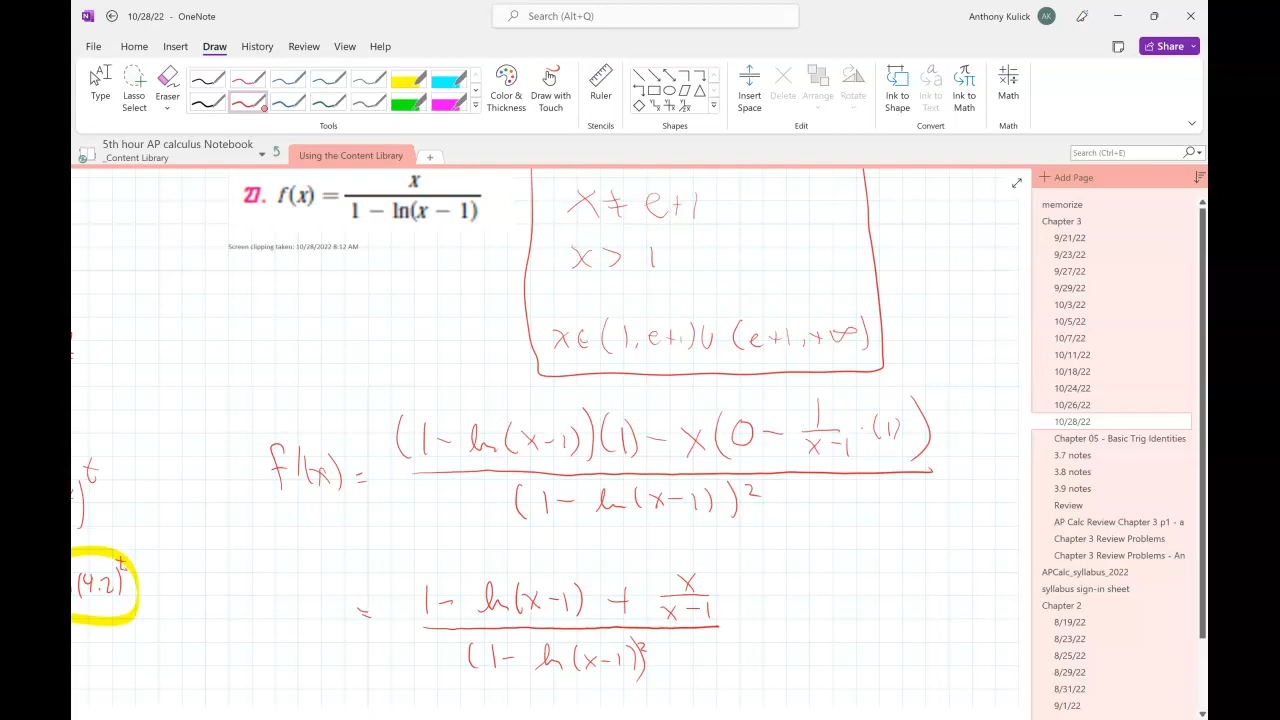 10/28/22 - OneNote
Search (Alt+Q)
Anthony Kulick AK
File Home Insert Draw History Review View Help
Share
Type
Lasso Select
Eraser
Color & Thickness
Draw with Touch
Ruler
Shapes
Insert Space
Delete
Arrange
Rotate
Ink to Shape
Ink to Text
Ink to Math
Math
Tools Stencils Shapes Edit Convert Math
5th hour AP calculus Notebook
_Content Library
Using the Content Library
+
Search (Ctrl+E)
27. f(x) = x / (1 − ln(x − 1))
Screen clipping taken: 10/28/2022 8:12 AM
x ≠ e+1
x > 1
x ∈ (1, e+1) ∪ (e+1, +∞)
f'(x) = ((1 − ln(x−1))(1) − x(0 − 1/(x−1) · (1))) / (1 − ln(x−1))²
)^t
(4.2)^t
= (1 − ln(x−1) + x/(x−1)) / (1 − ln(x−1))²
Add Page
memorize
Chapter 3
9/21/22
9/23/22
9/27/22
9/29/22
10/3/22
10/5/22
10/7/22
10/11/22
10/18/22
10/24/22
10/26/22
10/28/22
Chapter 05 - Basic Trig Identities
3.7 notes
3.8 notes
3.9 notes
Review
AP Calc Review Chapter 3 p1 - a
Chapter 3 Review Problems
Chapter 3 Review Problems - An
APCalc_syllabus_2022
syllabus sign-in sheet
Chapter 2
8/19/22
8/23/22
8/25/22
8/29/22
8/31/22
9/1/22